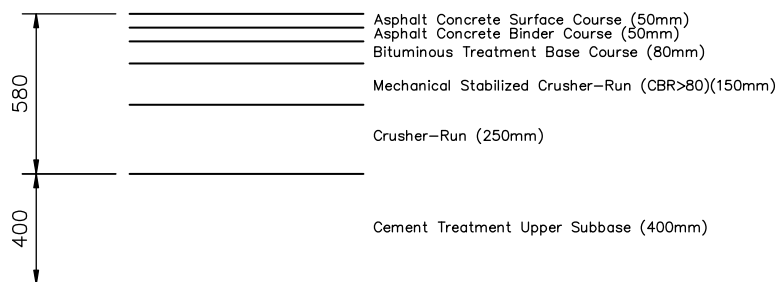 Asphalt Concrete Surface Course (50mm)
Asphalt Concrete Binder Course (50mm)
Bituminous Treatment Base Course (80mm)
580
Mechanical Stabilized Crusher-Run (CBR>80)(150mm)
Crusher-Run (250mm)
400
Cement Treatment Upper Subbase (400mm)